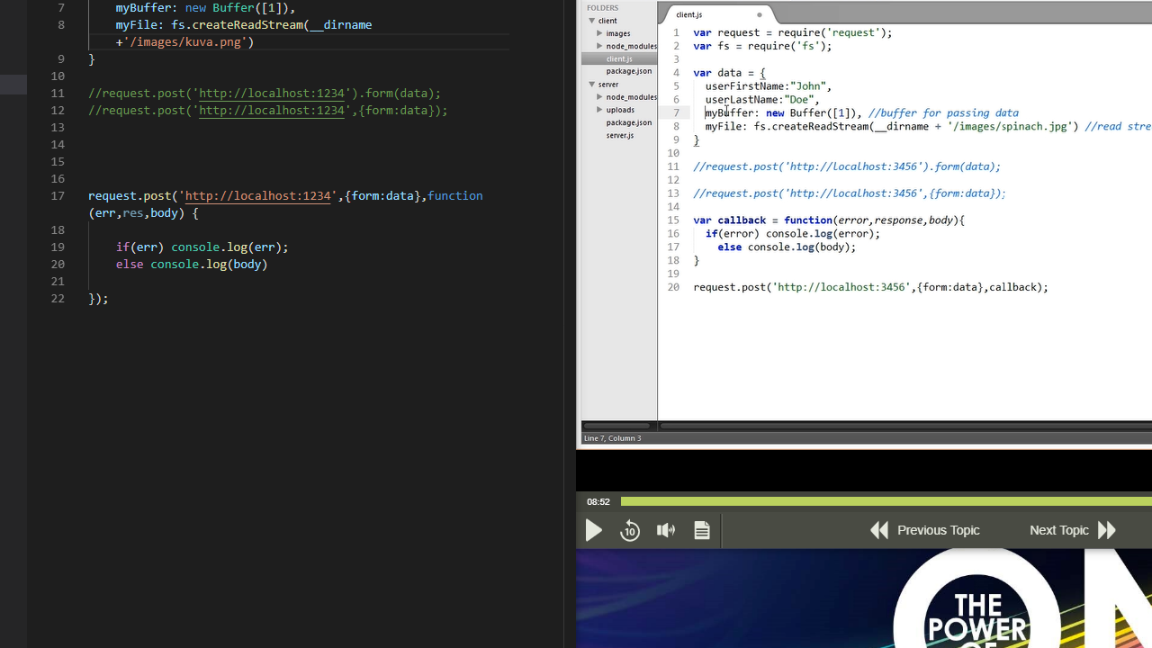 7 myBuffer: new Buffer([1]),
8 myFile: fs.createReadStream(__dirname
+'/images/kuva.png')
9 }
10
11 //request.post('http://localhost:1234').form(data);
12 //request.post('http://localhost:1234',{form:data});
13
14
15
16
17 request.post('http://localhost:1234',{form:data},function
(err,res,body) {
18
19 if(err) console.log(err);
20 else console.log(body)
21
22 });
FOLDERS
client
images
node_modules
client.js
package.json
server
node_modules
uploads
package.json
server.js
client.js
1 var request = require('request');
2 var fs = require('fs');
3
4 var data = {
5 userFirstName:"John",
6 userLastName:"Doe",
7 myBuffer: new Buffer([1]), //buffer for passing data
8 myFile: fs.createReadStream(__dirname + '/images/spinach.jpg') //read stre
9 }
10
11 //request.post('http://localhost:3456').form(data);
12
13 //request.post('http://localhost:3456',{form:data});
14
15 var callback = function(error,response,body){
16 if(error) console.log(error);
17 else console.log(body);
18 }
19
20 request.post('http://localhost:3456',{form:data},callback);
Line 7, Column 3
08:52
10
Previous Topic
Next Topic
THE
POWER
OF
ON